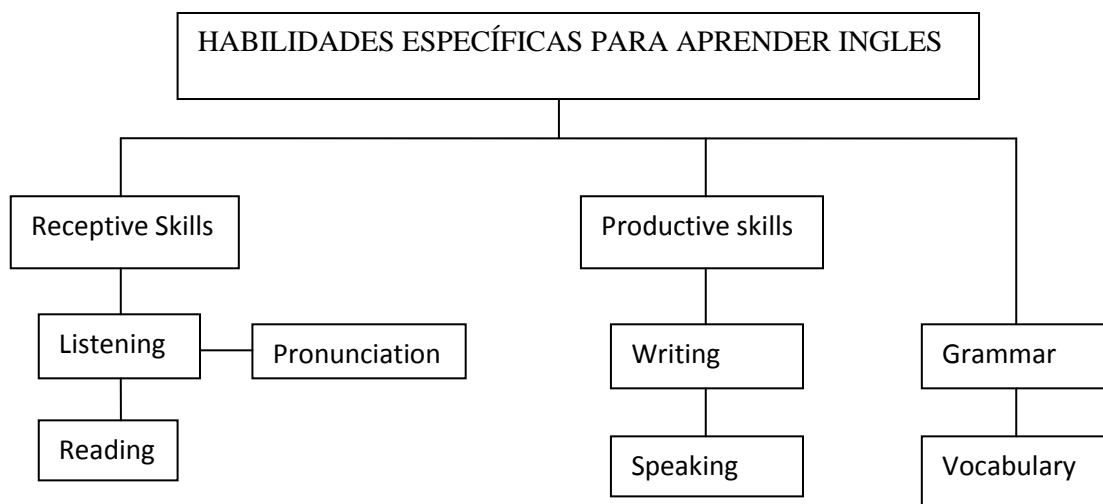 HABILIDADES ESPECÍFICAS PARA APRENDER INGLES
Receptive Skills
Productive skills
Listening
Pronunciation
Writing
Grammar
Reading
Speaking
Vocabulary